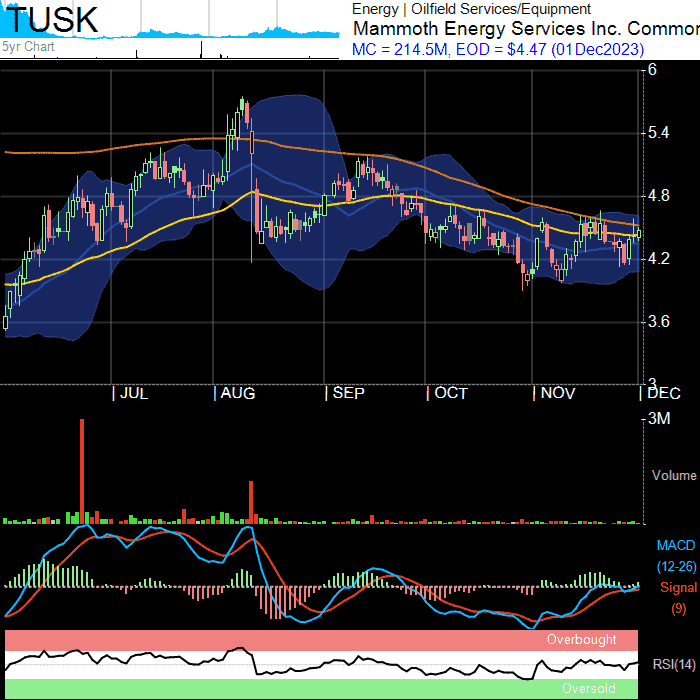 TUSK
5yr Chart
Energy | Oilfield Services/Equipment
Mammoth Energy Services Inc. Common
MC = 214.5M, EOD = $4.47 (01Dec2023)
6
5.4
4.8
4.2
3.6
3
JUL AUG SEP OCT NOV DEC
3M
Volume
MACD
(12-26)
Signal
(9)
Overbought
RSI(14)
Oversold